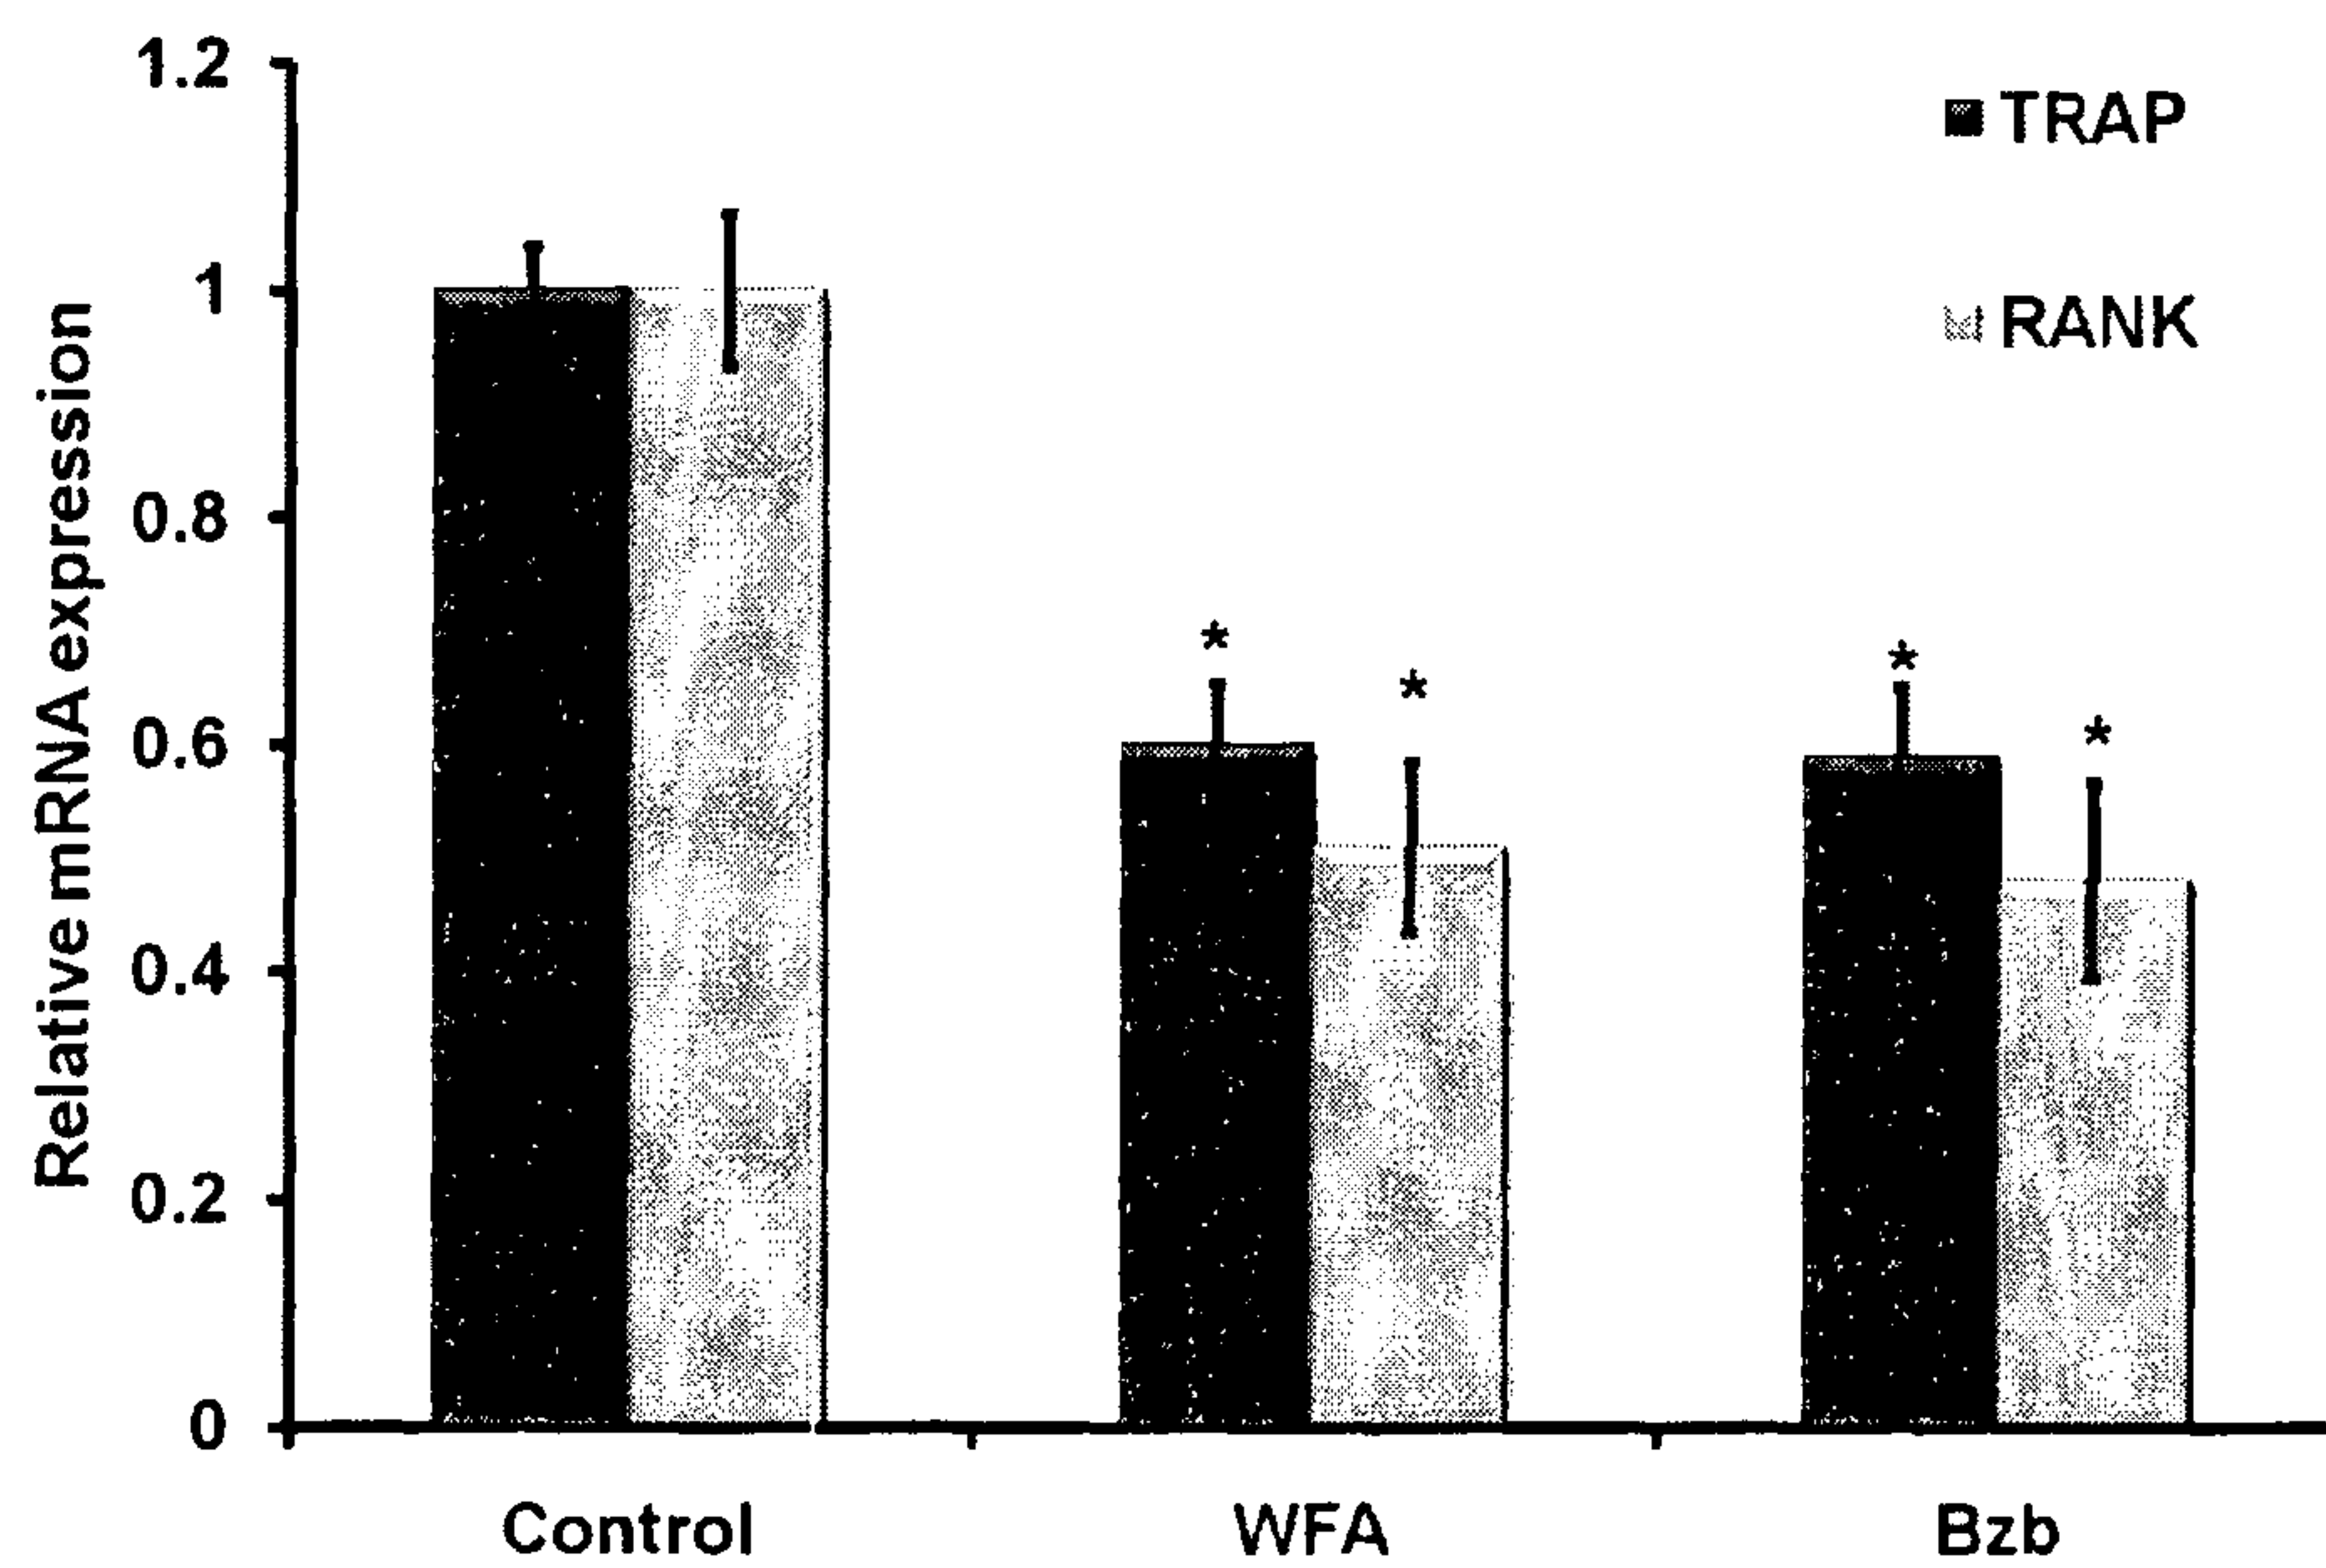 1.2
1
0.8
0.6
0.4
0.2
0
Relative mRNA expression
TRAP
RANK
*
*
*
*
Control
WFA
Bzb